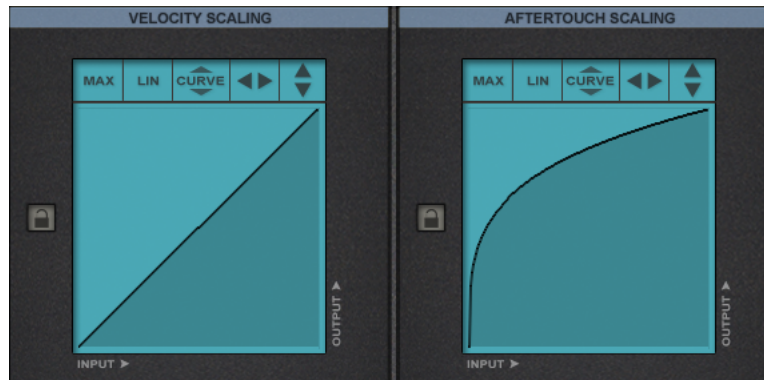 VELOCITY SCALING
MAX LIN CURVE
OUTPUT
INPUT
AFTERTOUCH SCALING
MAX LIN CURVE
OUTPUT
INPUT